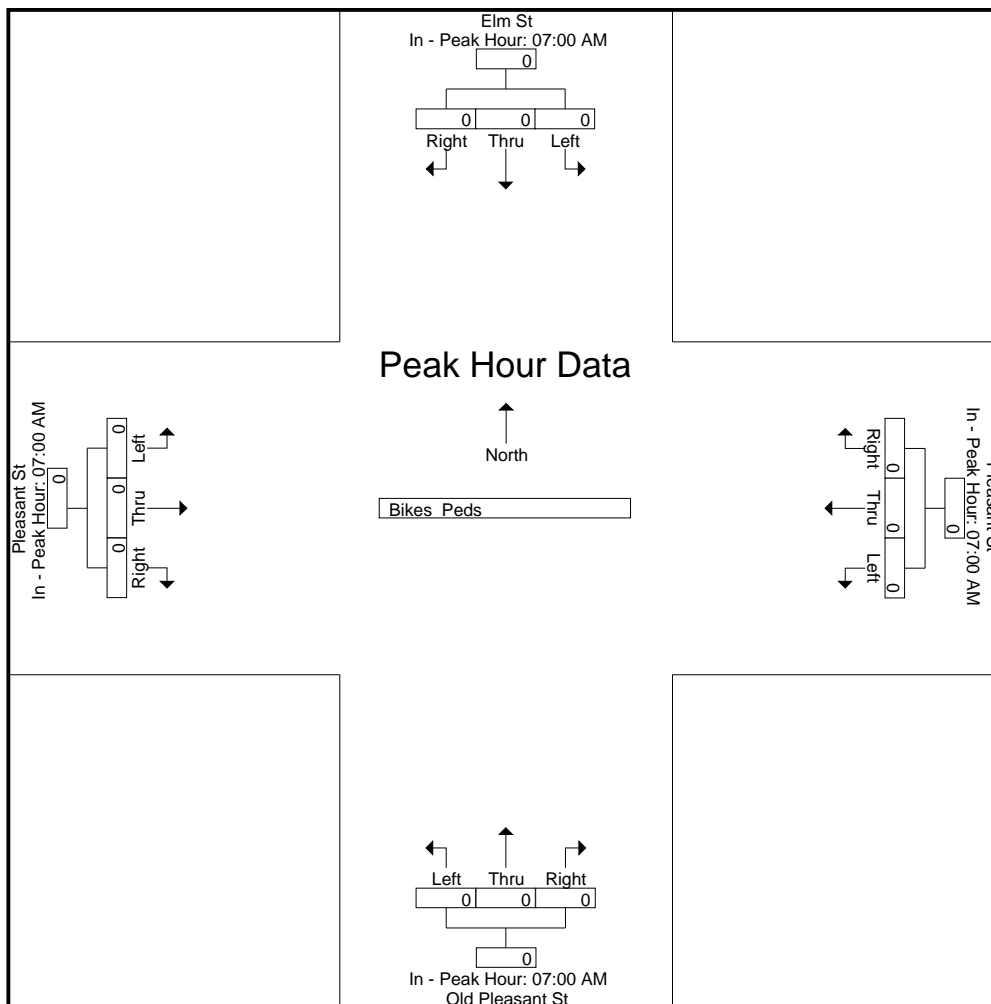 Elm St
In - Peak Hour: 07:00 AM
0
0 0 0
Right Thru Left
Peak Hour Data
North
Bikes Peds
Pleasant St
In - Peak Hour: 07:00 AM
0
0 0 0
Left Thru Right
Pleasant St
In - Peak Hour: 07:00 AM
0
0 0 0
Right Thru Left
Left Thru Right
0 0 0
0
In - Peak Hour: 07:00 AM
Old Pleasant St